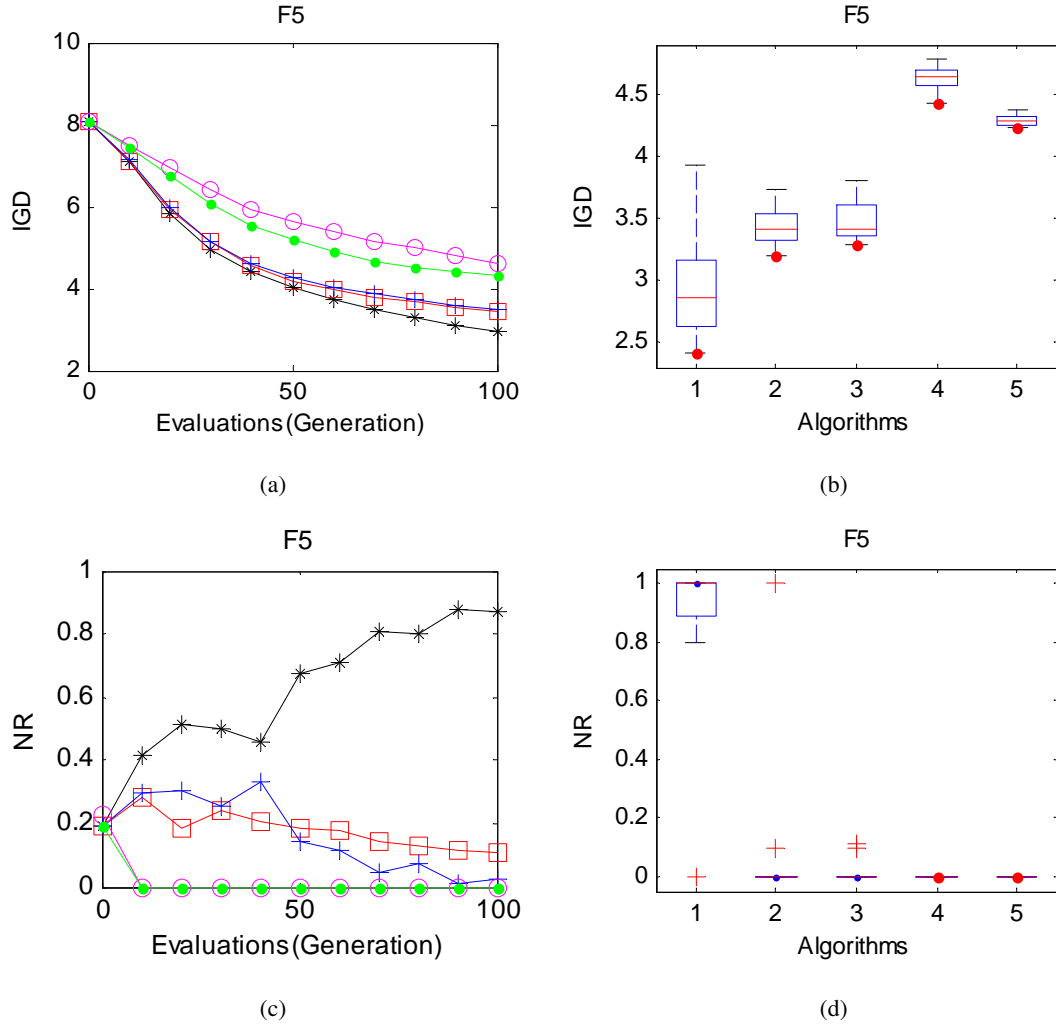 F5
10
8
6
4
2
IGD
0
50
100
Evaluations (Generation)
(a)
F5
4.5
4
3.5
3
2.5
IGD
1 2 3 4 5
Algorithms
(b)
F5
1
0.8
0.6
0.4
0.2
0
NR
0
50
100
Evaluations (Generation)
(c)
F5
1
0.8
0.6
0.4
0.2
0
NR
1 2 3 4 5
Algorithms
(d)